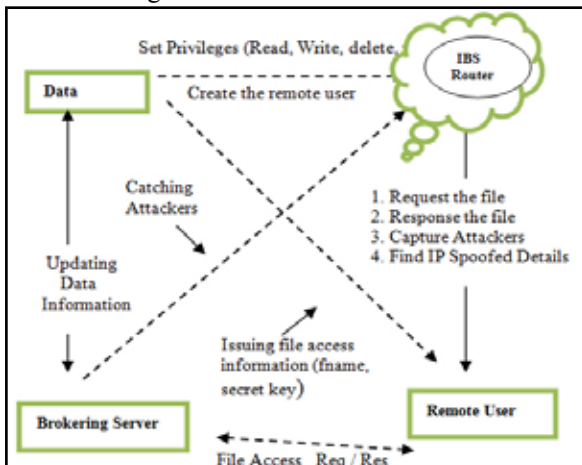 Set Privileges (Read, Write, delete,
IBS
Router
Data
Create the remote user
Catching
Attackers
1. Request the file
2. Response the file
3. Capture Attackers
4. Find IP Spoofed Details
Updating
Data
Information
Issuing file access
information (fname,
secret key)
Brokering Server
Remote User
File Access Req / Res